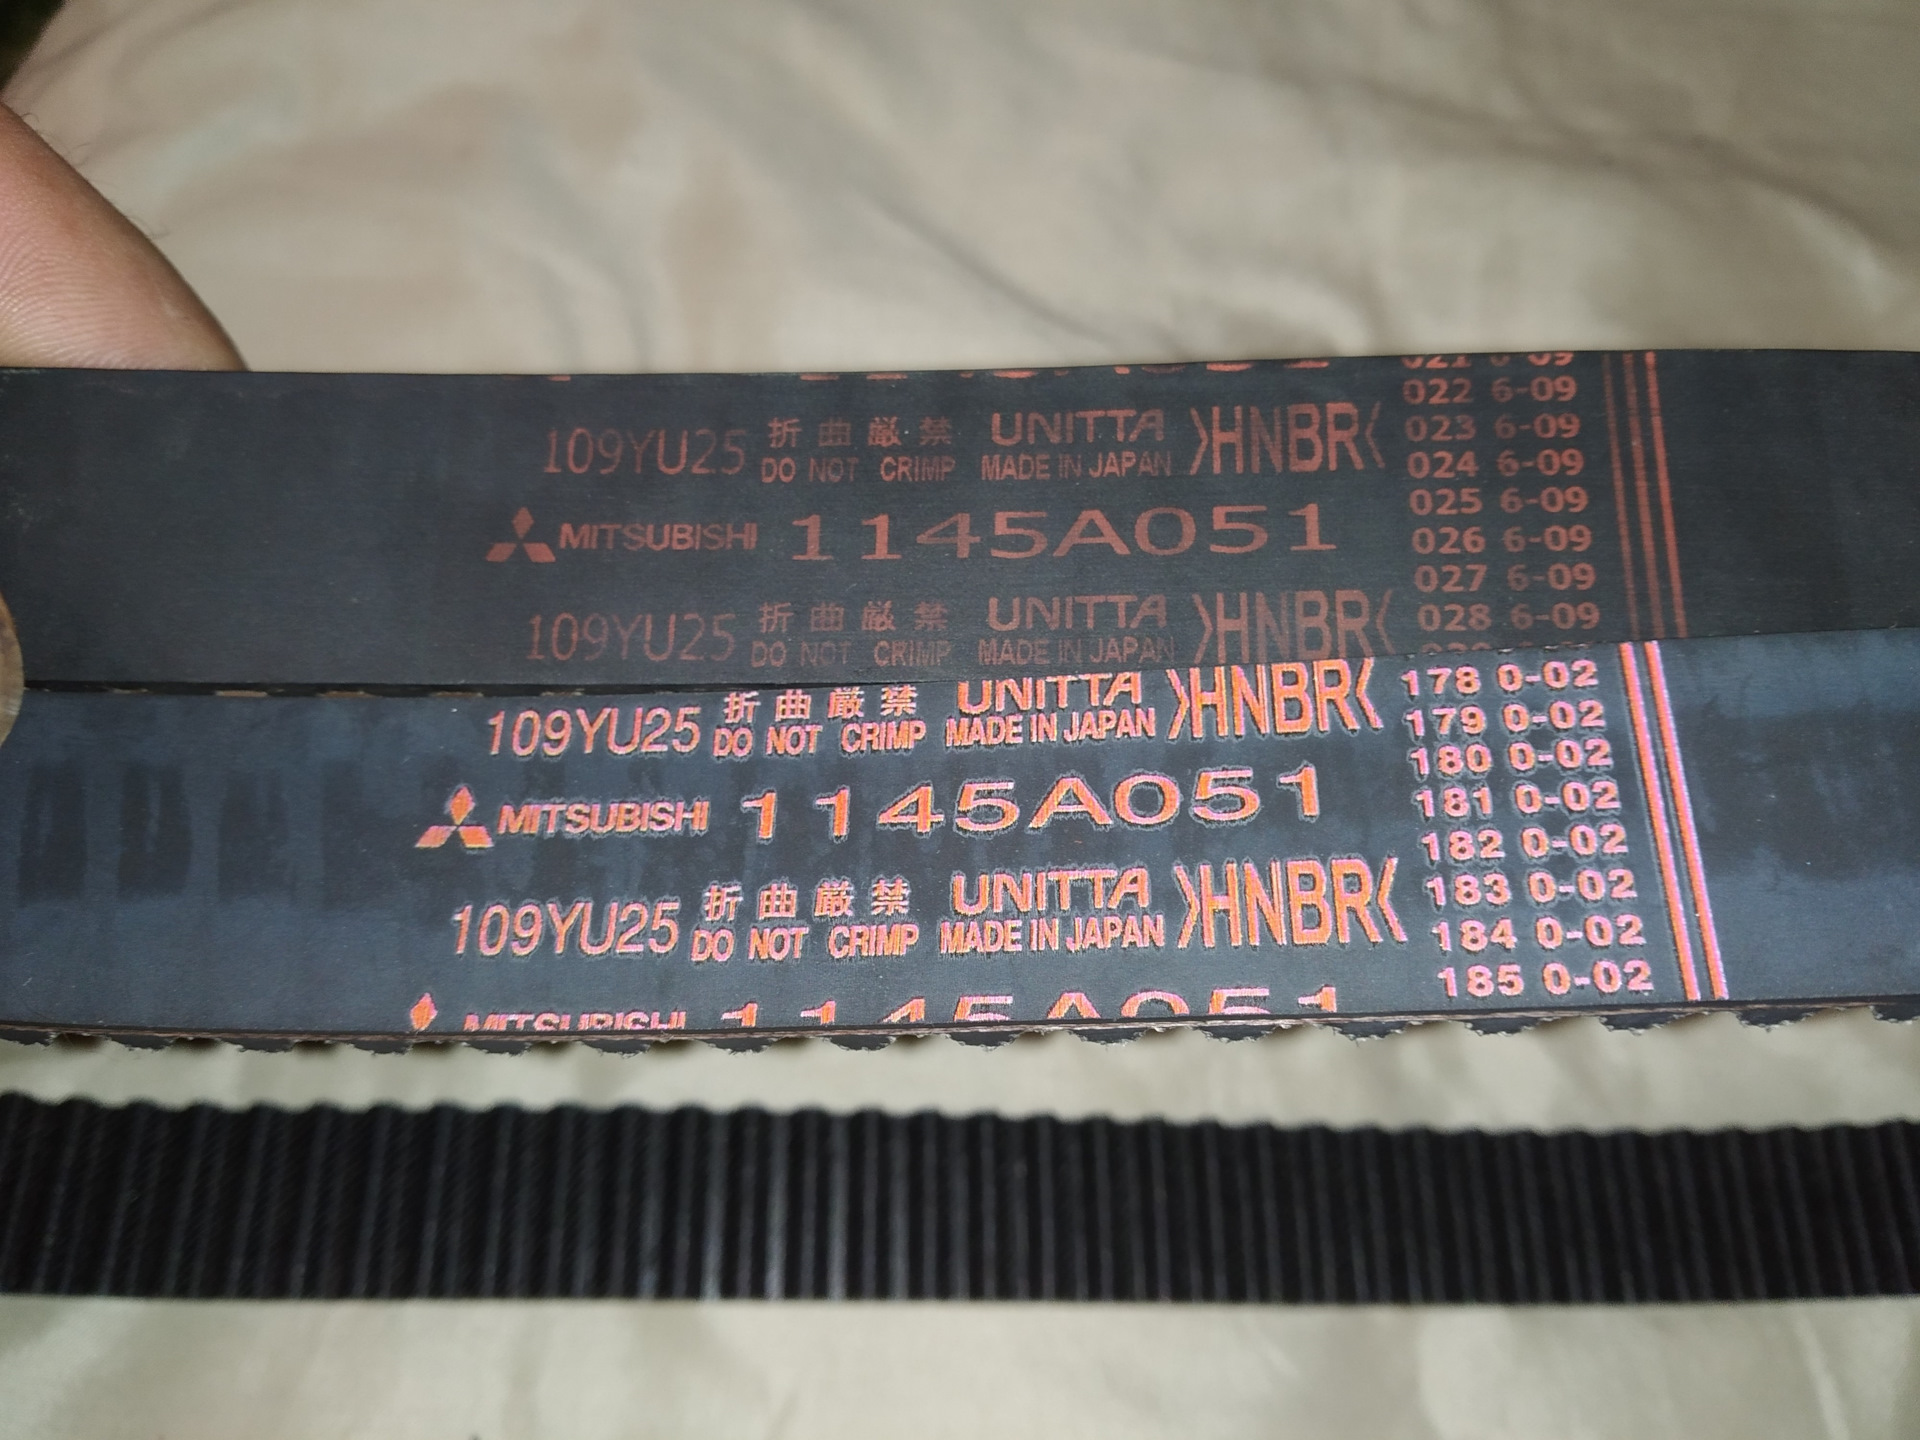 021 6-09
022 6-09
109YU25 折曲厳禁 UNITTA >HNBR< 023 6-09
DO NOT CRIMP MADE IN JAPAN 024 6-09
025 6-09
MITSUBISHI 1145A051 026 6-09
027 6-09
109YU25 折曲厳禁 UNITTA >HNBR< 028 6-09
DO NOT CRIMP MADE IN JAPAN
109YU25 折曲厳禁 UNITTA >HNBR< 178 0-02
DO NOT CRIMP MADE IN JAPAN 179 0-02
180 0-02
MITSUBISHI 1145A051 181 0-02
182 0-02
109YU25 折曲厳禁 UNITTA >HNBR< 183 0-02
DO NOT CRIMP MADE IN JAPAN 184 0-02
185 0-02
MITSUBISHI 1145A051